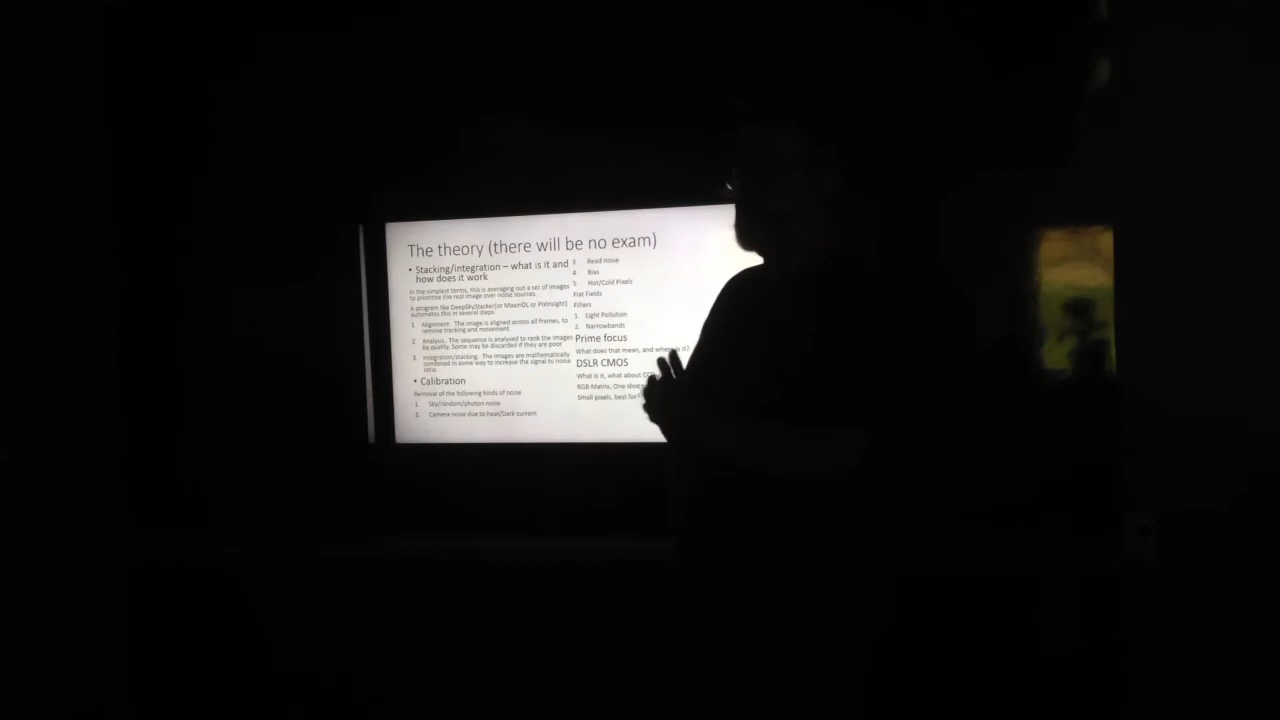 The theory (there will be no exam)
• Stacking/integration – what is it and
how does it work
In the simplest terms, this is averaging out a set of images
to prioritise the real image over noise sources.
A program like DeepSkyStacker(or MaximDL or PixInsight)
automates this in several steps.
1. Alignment. The image is aligned across all frames, to
remove tracking and movement.
2. Analysis. The sequence is analysed to rank the images
by quality. Some may be discarded if they are poor
3. Integration/stacking. The images are mathematically
combined in some way to increase the signal to noise
ratio.
• Calibration
Removal of the following kinds of noise
1. Sky/random/photon noise
2. Camera noise due to heat/Dark current
3. Read noise
4. Bias
5. Hot/Cold Pixels
Flat Fields
Filters
1. Light Pollution
2. Narrowbands
Prime focus
What does that mean, and where is it?
DSLR CMOS
What is it, what about
RGB Matrix, One shot
Small pixels, best for?